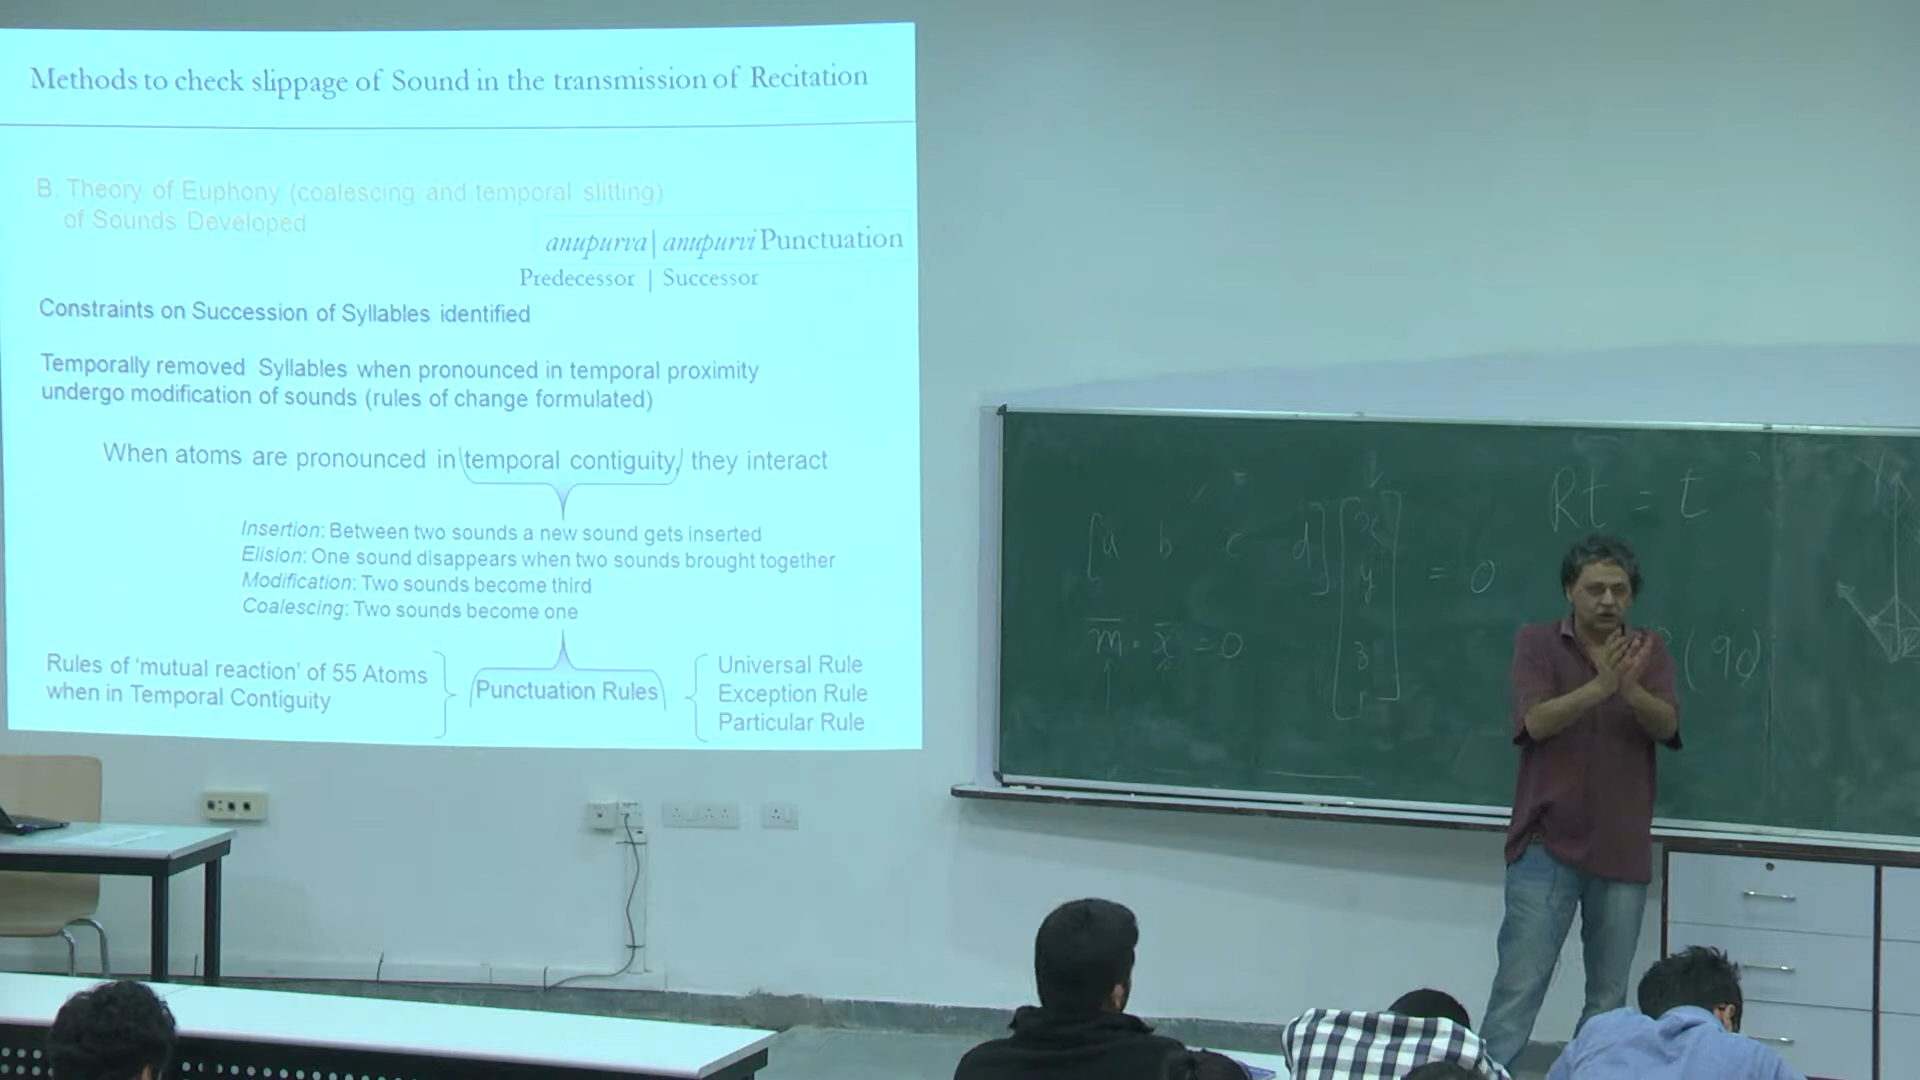 Methods to check slippage of Sound in the transmission of Recitation
B. Theory of Euphony (coalescing and temporal slitting)
of Sounds Developed
anupurva | anupurvi Punctuation
Predecessor | Successor
Constraints on Succession of Syllables identified
Temporally removed Syllables when pronounced in temporal proximity
undergo modification of sounds (rules of change formulated)
When atoms are pronounced in temporal contiguity, they interact
Insertion: Between two sounds a new sound gets inserted
Elision: One sound disappears when two sounds brought together
Modification: Two sounds become third
Coalescing: Two sounds become one
Rules of 'mutual reaction' of 55 Atoms
when in Temporal Contiguity
Punctuation Rules
Universal Rule
Exception Rule
Particular Rule
Rt = t
[a b c d] [x
y
3
1] = 0
m · x = 0
(90)
Y